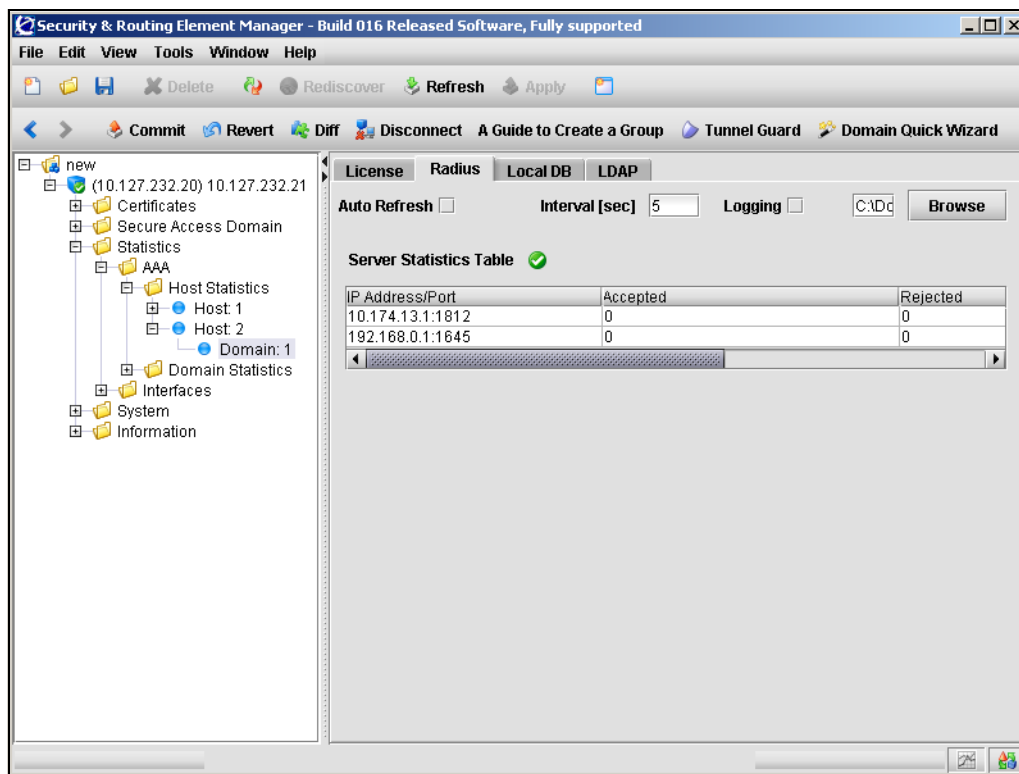 Security & Routing Element Manager - Build 016 Released Software, Fully supported
File Edit View Tools Window Help
Delete Rediscover Refresh Apply
Commit Revert Diff Disconnect A Guide to Create a Group Tunnel Guard Domain Quick Wizard
new
(10.127.232.20) 10.127.232.21
Certificates
Secure Access Domain
Statistics
AAA
Host Statistics
Host: 1
Host: 2
Domain: 1
Domain Statistics
Interfaces
System
Information
License Radius Local DB LDAP
Auto Refresh Interval [sec] 5 Logging C:\Dc Browse
Server Statistics Table
IP Address/Port Accepted Rejected
10.174.13.1:1812 0 0
192.168.0.1:1645 0 0